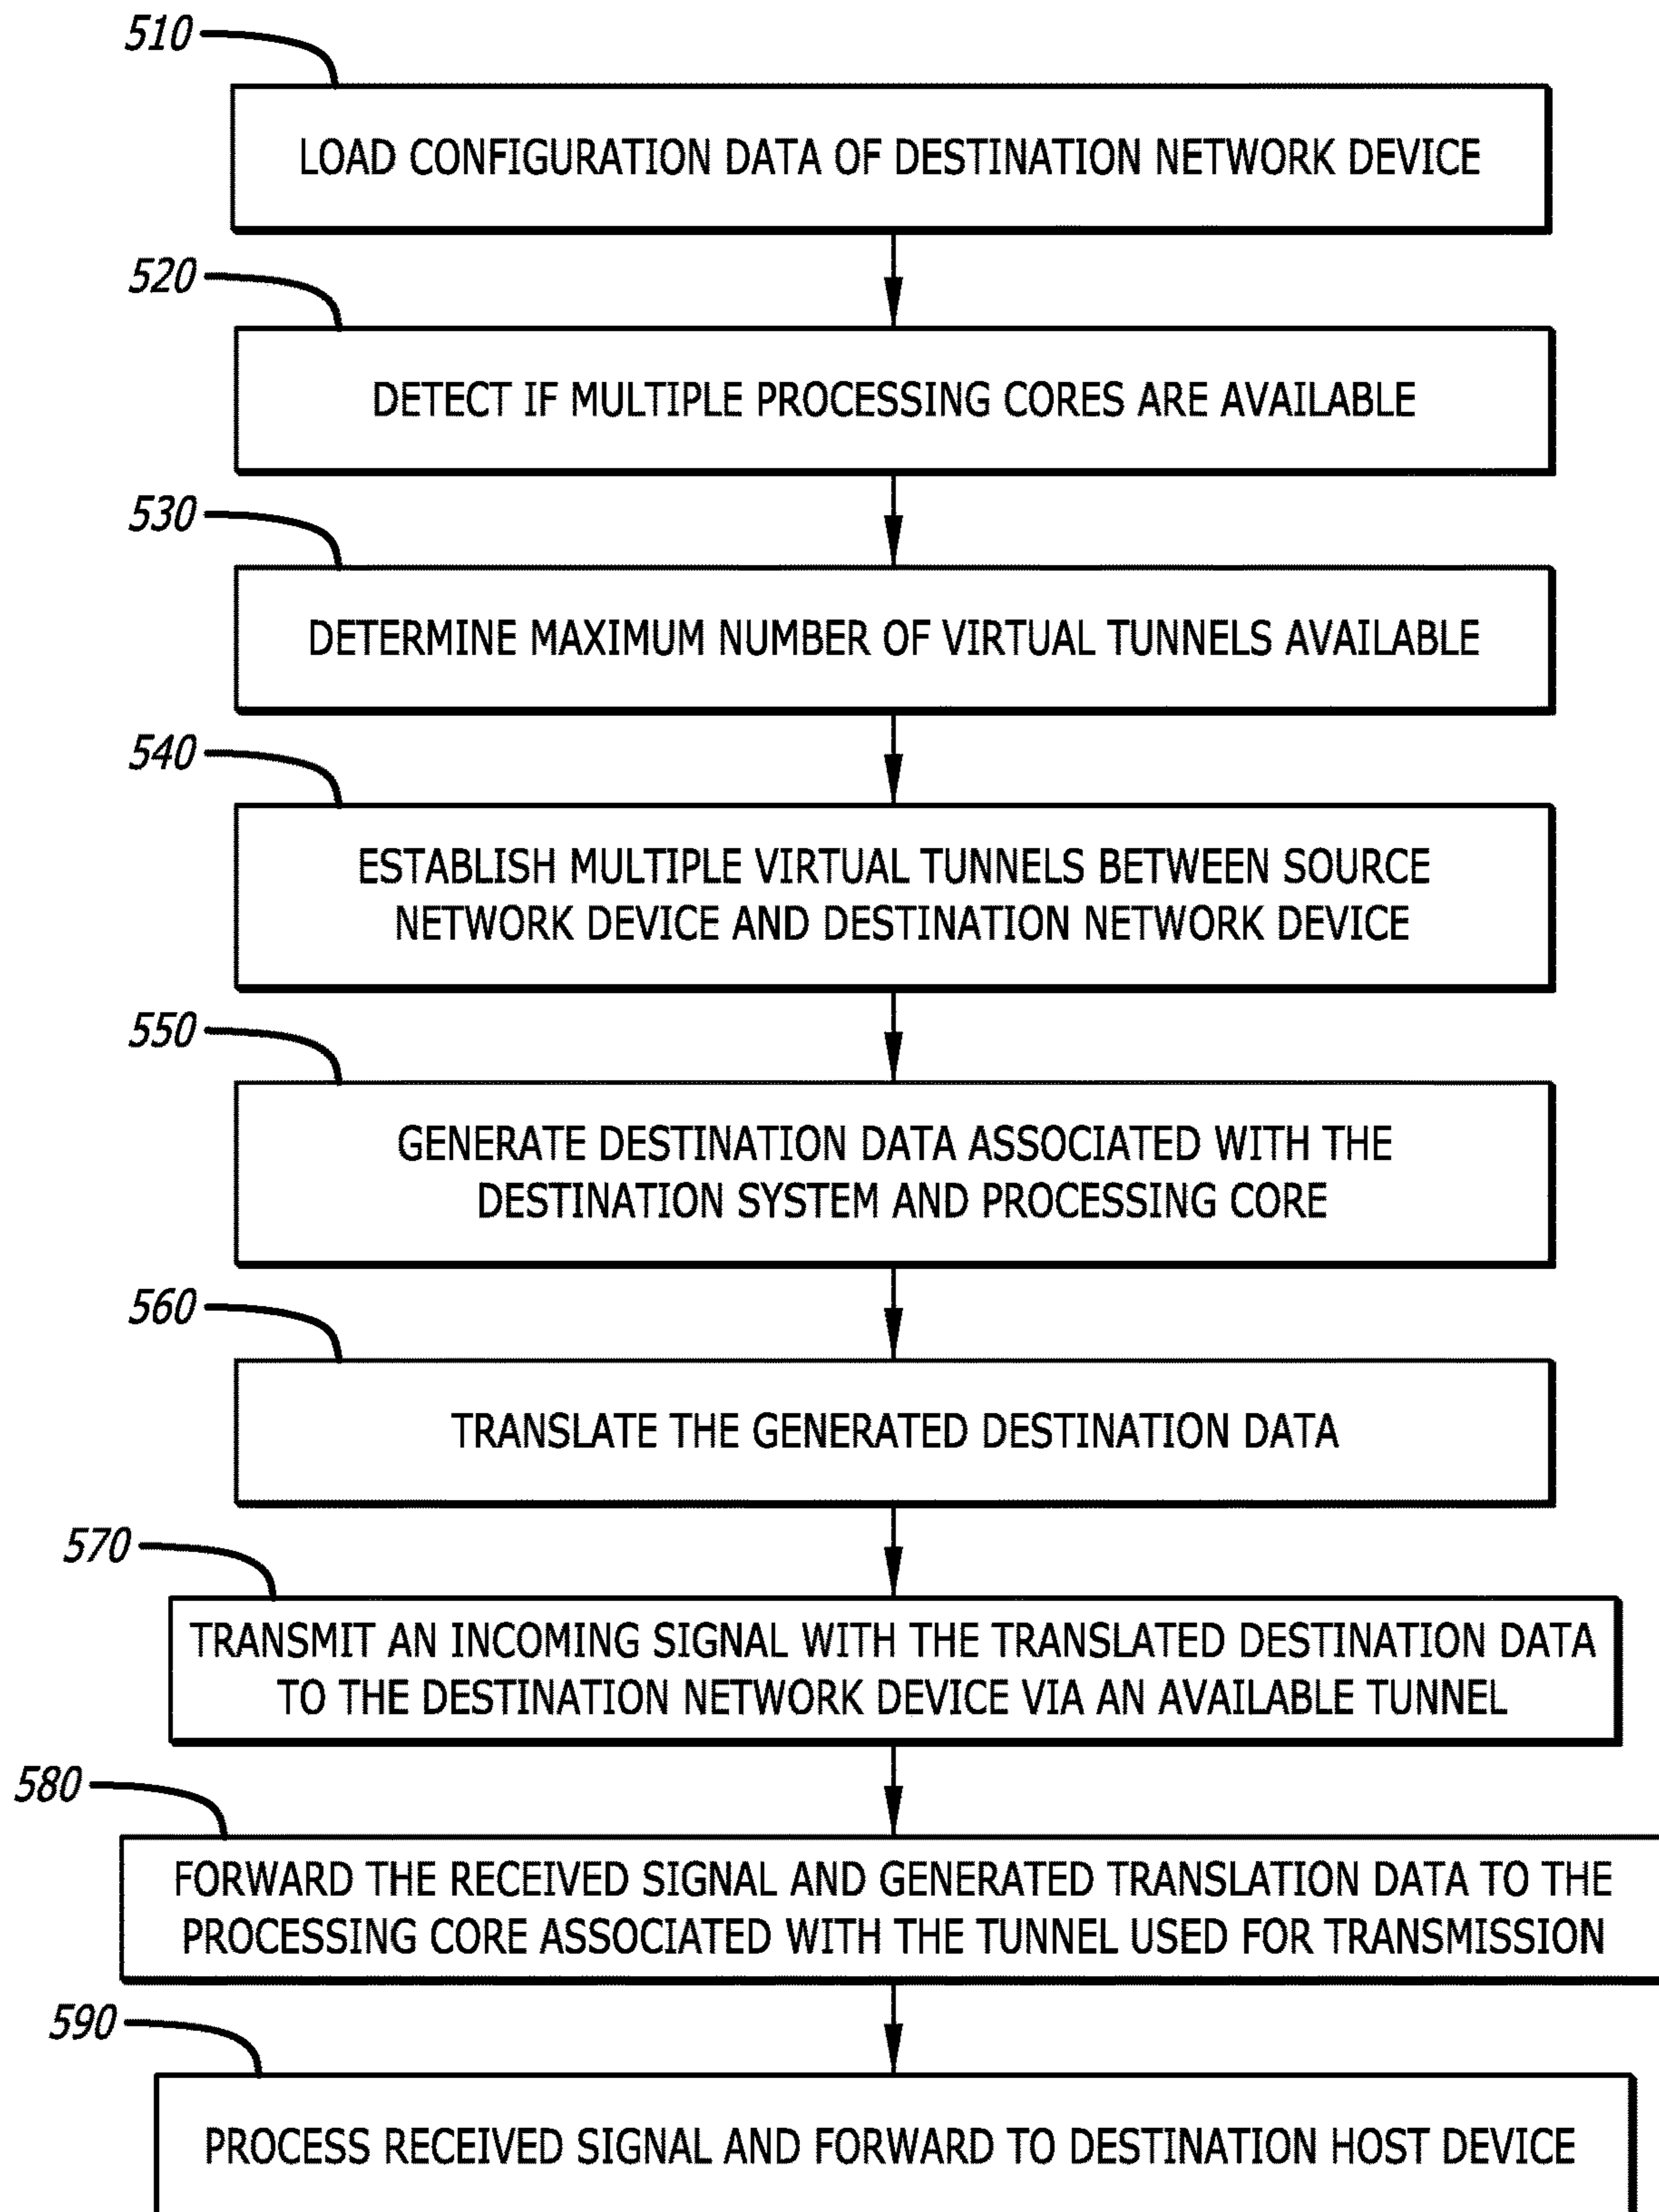 510
LOAD CONFIGURATION DATA OF DESTINATION NETWORK DEVICE
520
DETECT IF MULTIPLE PROCESSING CORES ARE AVAILABLE
530
DETERMINE MAXIMUM NUMBER OF VIRTUAL TUNNELS AVAILABLE
540
ESTABLISH MULTIPLE VIRTUAL TUNNELS BETWEEN SOURCE
NETWORK DEVICE AND DESTINATION NETWORK DEVICE
550
GENERATE DESTINATION DATA ASSOCIATED WITH THE
DESTINATION SYSTEM AND PROCESSING CORE
560
TRANSLATE THE GENERATED DESTINATION DATA
570
TRANSMIT AN INCOMING SIGNAL WITH THE TRANSLATED DESTINATION DATA
TO THE DESTINATION NETWORK DEVICE VIA AN AVAILABLE TUNNEL
580
FORWARD THE RECEIVED SIGNAL AND GENERATED TRANSLATION DATA TO THE
PROCESSING CORE ASSOCIATED WITH THE TUNNEL USED FOR TRANSMISSION
590
PROCESS RECEIVED SIGNAL AND FORWARD TO DESTINATION HOST DEVICE